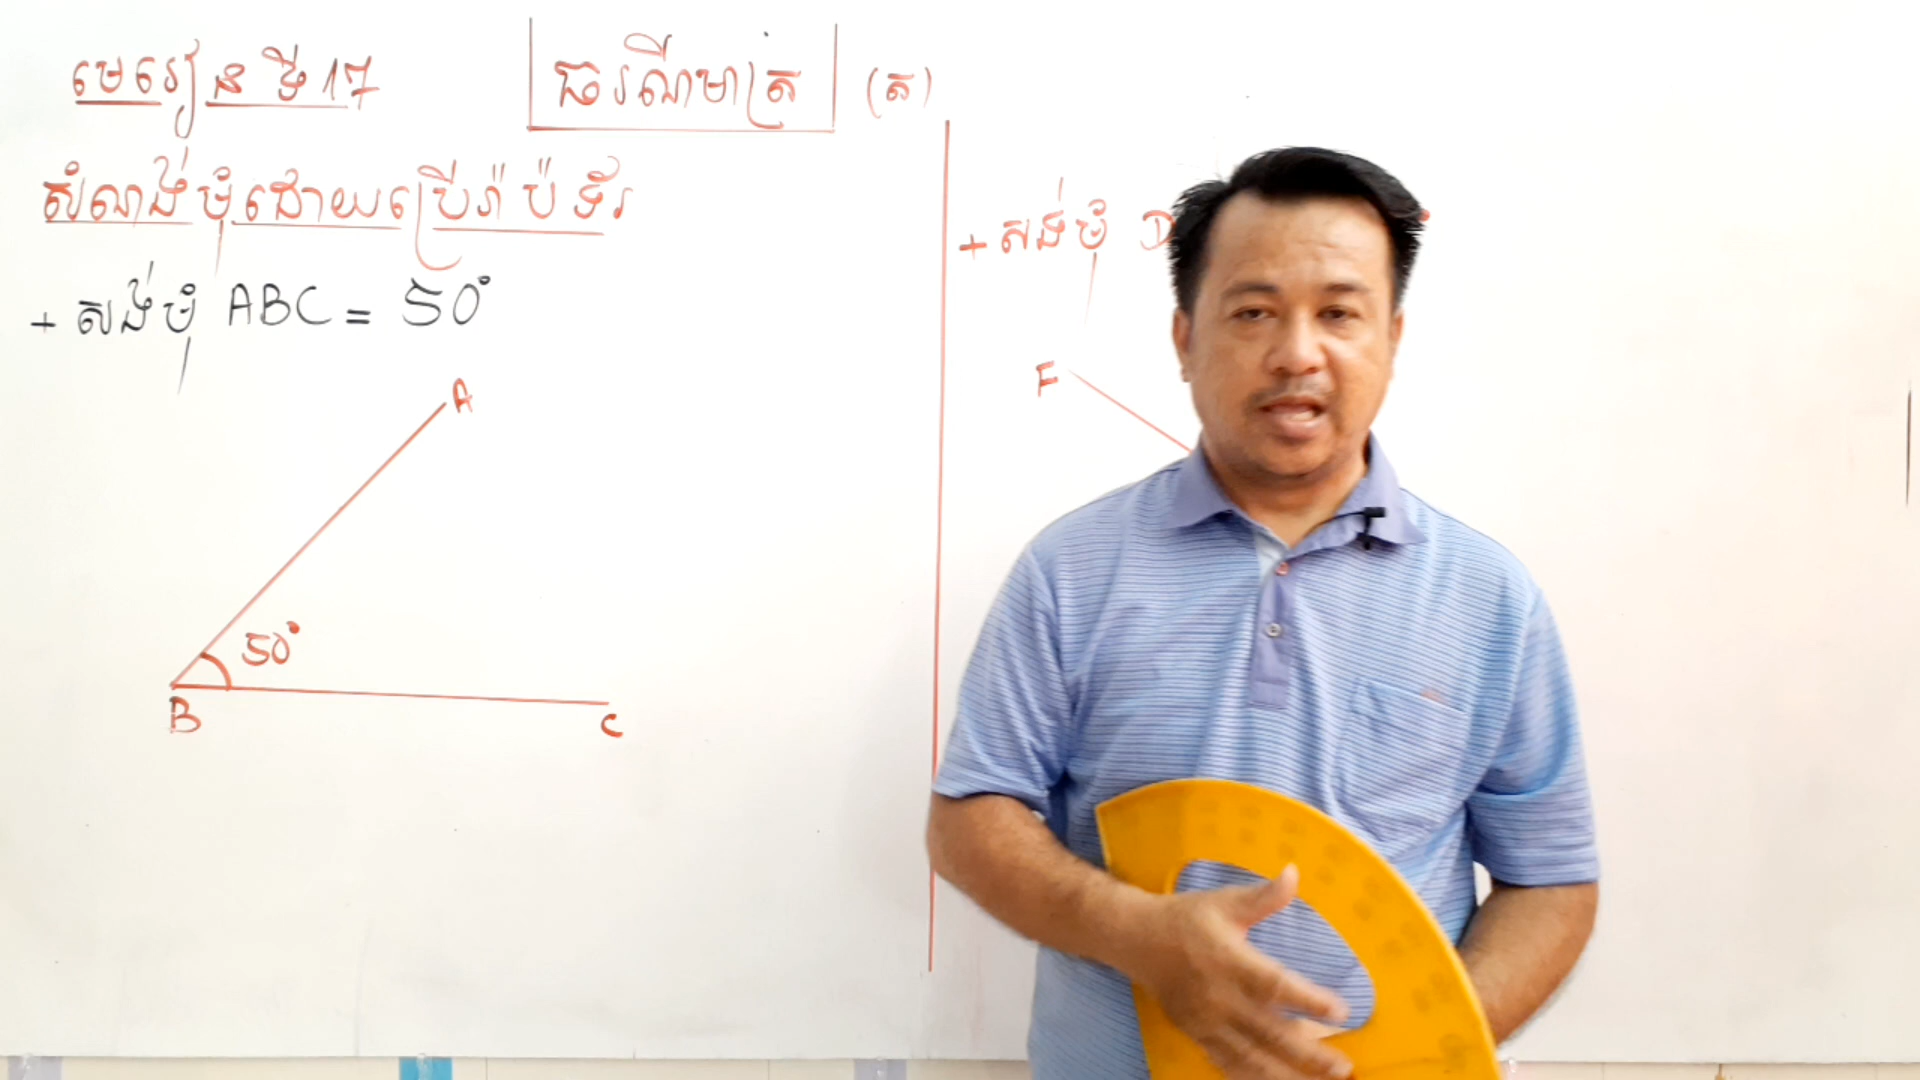 មេរៀនទី 17
ធរណីមាត្រ (ត)
សំណង់មុំដោយប្រើរ៉ាប៉ទ័រ
+ សង់មុំ ABC = 50°
A
50°
B
C
+ សង់មុំ D
F